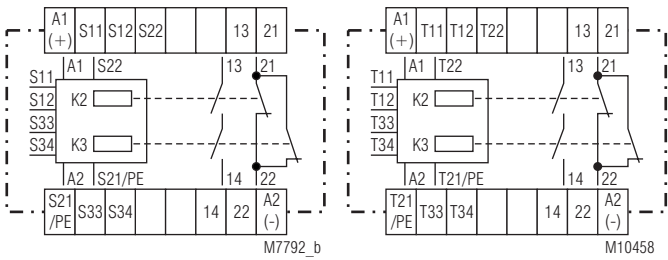 A1 (+) S11 S12 S22 13 21
A1 S22 13 21
S11
S12 K2
S33
S34 K3
A2 S21/PE 14 22
S21 /PE S33 S34 14 22 A2 (-)
M7792_b
A1 (+) T11 T12 T22 13 21
A1 T22 13 21
T11
T12 K2
T33
T34 K3
A2 T21/PE 14 22
T21 /PE T33 T34 14 22 A2 (-)
M10458